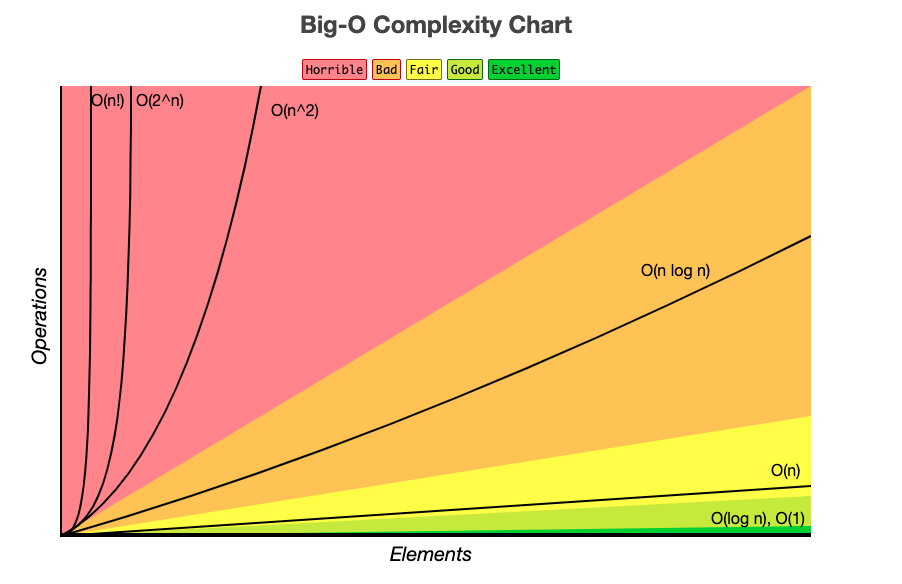 Big-O Complexity Chart
Horrible Bad Fair Good Excellent
O(n!) O(2^n)
O(n^2)
O(n log n)
O(n)
O(log n), O(1)
Operations
Elements